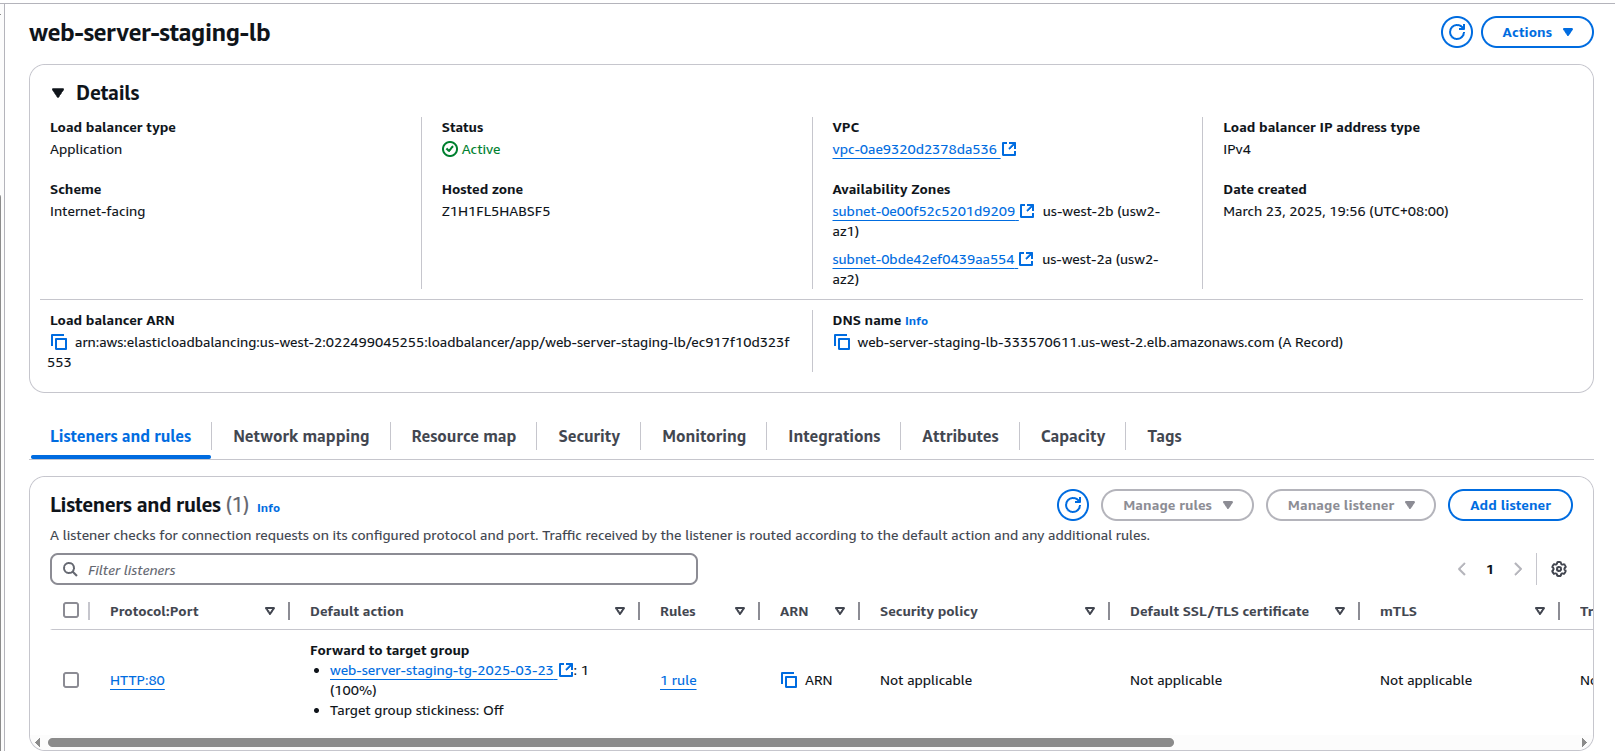 web-server-staging-lb
Actions
Details
Load balancer type
Application
Status
Active
VPC
vpc-0ae9320d2378da536
Load balancer IP address type
IPv4
Scheme
Internet-facing
Hosted zone
Z1H1FL5HABSF5
Availability Zones
subnet-0e00f52c5201d9209 us-west-2b (usw2-
az1)
subnet-0bde42ef0439aa554 us-west-2a (usw2-
az2)
Date created
March 23, 2025, 19:56 (UTC+08:00)
Load balancer ARN
arn:aws:elasticloadbalancing:us-west-2:022499045255:loadbalancer/app/web-server-staging-lb/ec917f10d323f
553
DNS name Info
web-server-staging-lb-333570611.us-west-2.elb.amazonaws.com (A Record)
Listeners and rules Network mapping Resource map Security Monitoring Integrations Attributes Capacity Tags
Listeners and rules (1) Info
Manage rules Manage listener Add listener
A listener checks for connection requests on its configured protocol and port. Traffic received by the listener is routed according to the default action and any additional rules.
Filter listeners
1
Protocol:Port Default action Rules ARN Security policy Default SSL/TLS certificate mTLS Tr
HTTP:80
Forward to target group
• web-server-staging-tg-2025-03-23 : 1
(100%)
• Target group stickiness: Off
1 rule ARN Not applicable Not applicable Not applicable